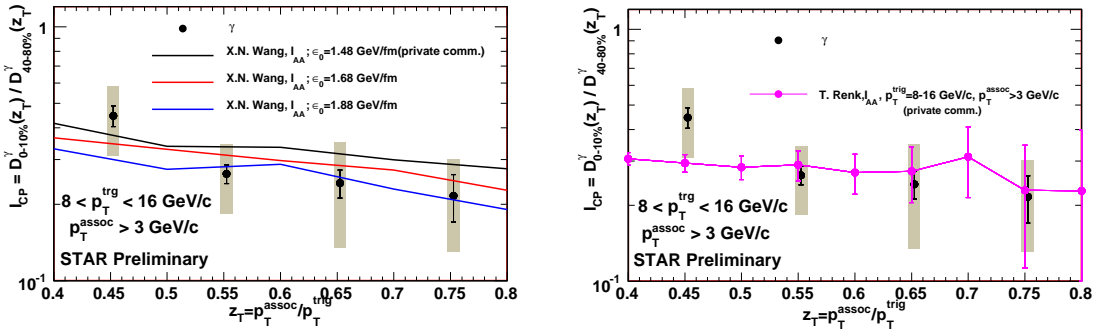 I_CP = D^γ_0-10%(z_T) / D^γ_40-80%(z_T)
1
10^-1
γ
X.N. Wang, I_AA ; ϵ_0=1.48 GeV/fm(private comm.)
X.N. Wang, I_AA ; ϵ_0=1.68 GeV/fm
X.N. Wang, I_AA ; ϵ_0=1.88 GeV/fm
8 < p_T^trg < 16 GeV/c
p_T^assoc > 3 GeV/c
STAR Preliminary
0.4 0.45 0.5 0.55 0.6 0.65 0.7 0.75 0.8
z_T=p_T^assoc/p_T^trig
I_CP = D^γ_0-10%(z_T) / D^γ_40-80%(z_T)
1
10^-1
γ
T. Renk,I_AA, p_T^trig=8-16 GeV/c, p_T^assoc>3 GeV/c
(private comm.)
8 < p_T^trg < 16 GeV/c
p_T^assoc > 3 GeV/c
STAR Preliminary
0.4 0.45 0.5 0.55 0.6 0.65 0.7 0.75 0.8
z_T=p_T^assoc/p_T^trig